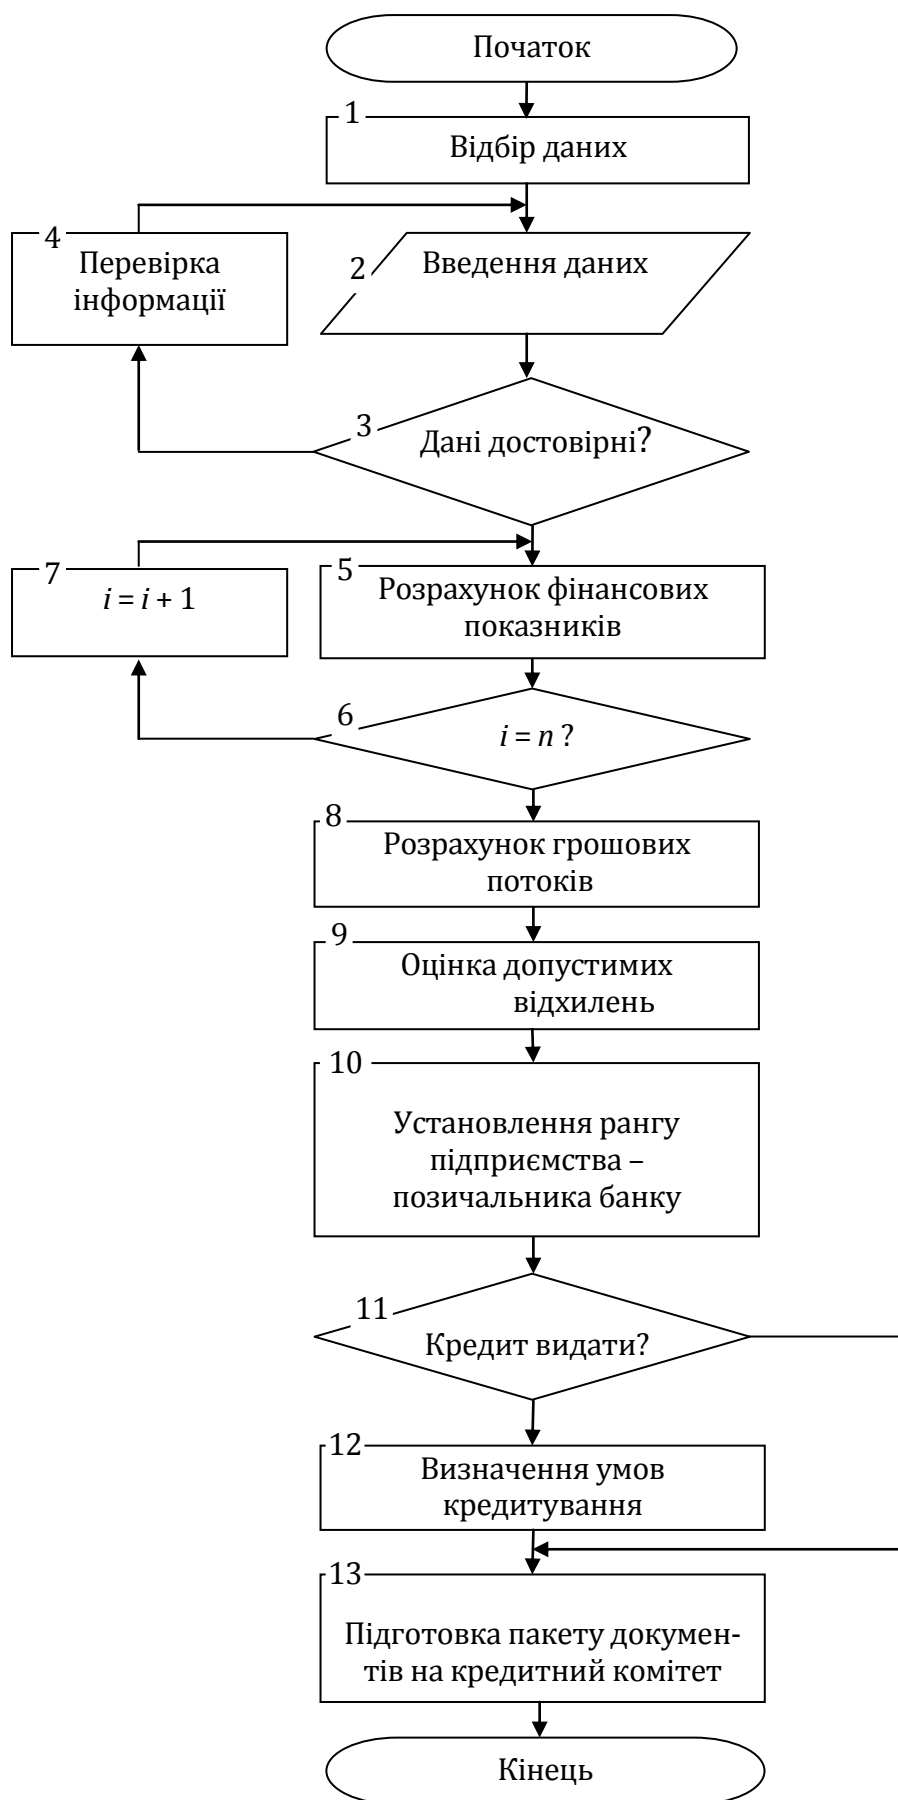 Початок
1
Відбір даних
4
Перевірка
інформації
2
Введення даних
3
Дані достовірні?
7
i = i + 1
5
Розрахунок фінансових
показників
6
i = n ?
8
Розрахунок грошових
потоків
9
Оцінка допустимих
відхилень
10
Установлення рангу
підприємства –
позичальника банку
11
Кредит видати?
12
Визначення умов
кредитування
13
Підготовка пакету докумен-
тів на кредитний комітет
Кінець